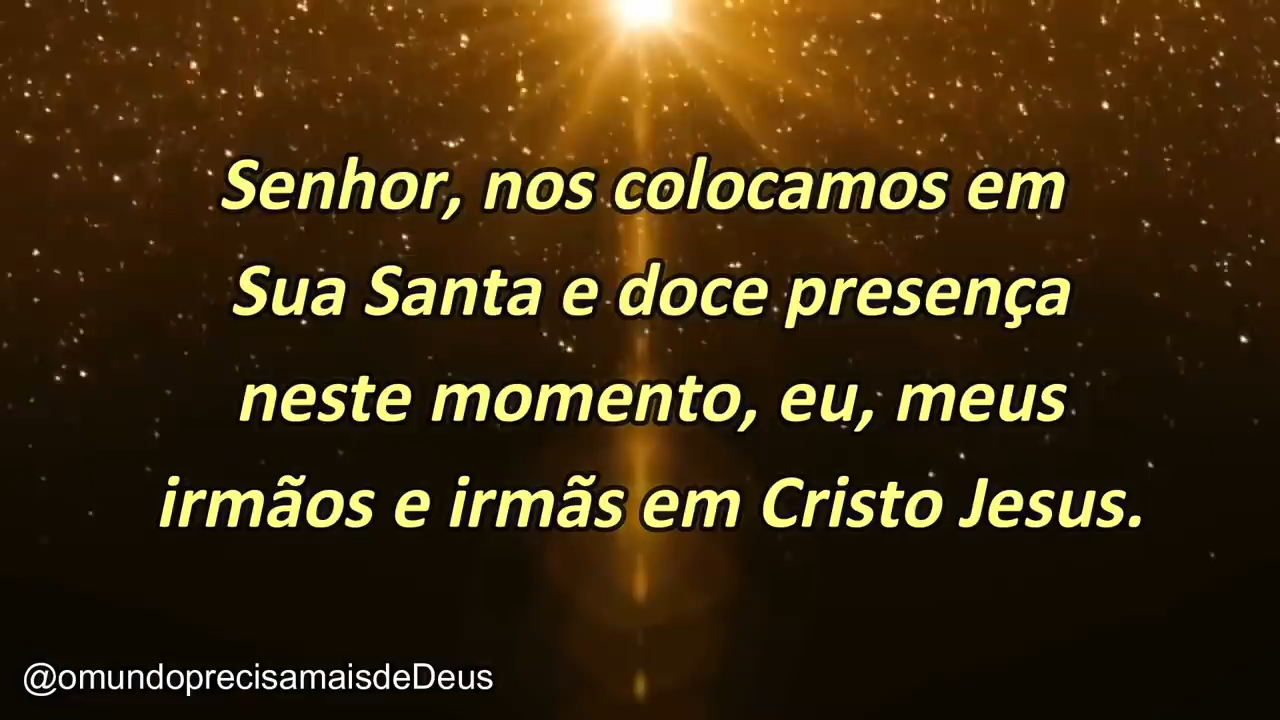 Senhor, nos colocamos em
Sua Santa e doce presença
neste momento, eu, meus
irmãos e irmãs em Cristo Jesus.
@omundoprecisamaisdeDeus